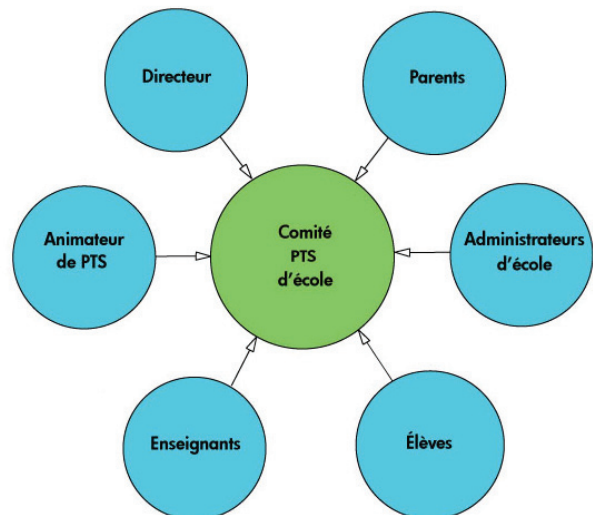 Directeur
Parents
Animateur
de PTS
Comité
PTS
d'école
Administrateurs
d'école
Enseignants
Élèves